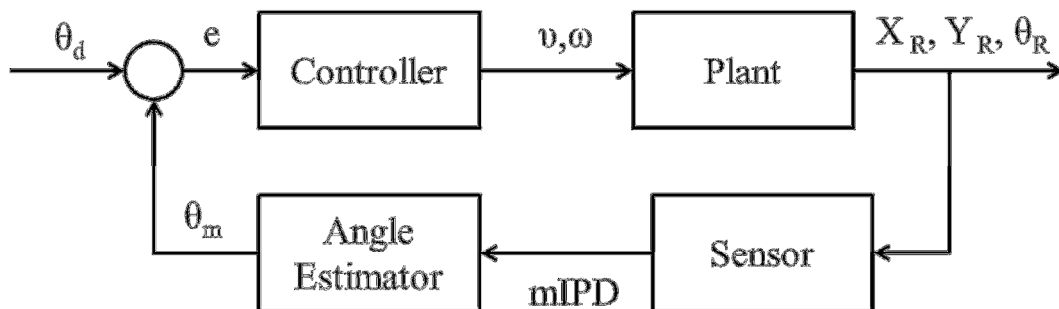 θd
e
Controller
υ,ω
Plant
XR, YR, θR
θm
Angle
Estimator
mIPD
Sensor